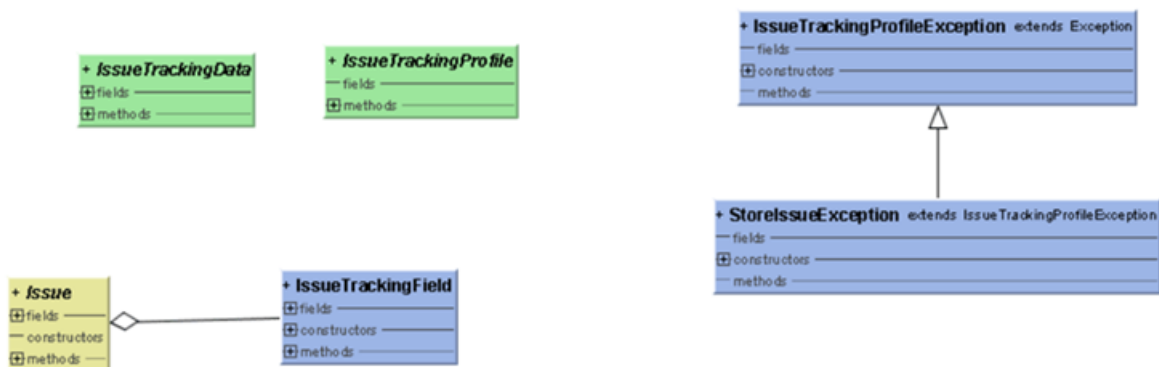 + IssueTrackingData
fields
methods
+ IssueTrackingProfile
fields
methods
+ IssueTrackingProfileException extends Exception
fields
constructors
methods
+ StoreIssueException extends IssueTrackingProfileException
fields
constructors
methods
+ Issue
fields
constructors
methods
+ IssueTrackingField
fields
constructors
methods